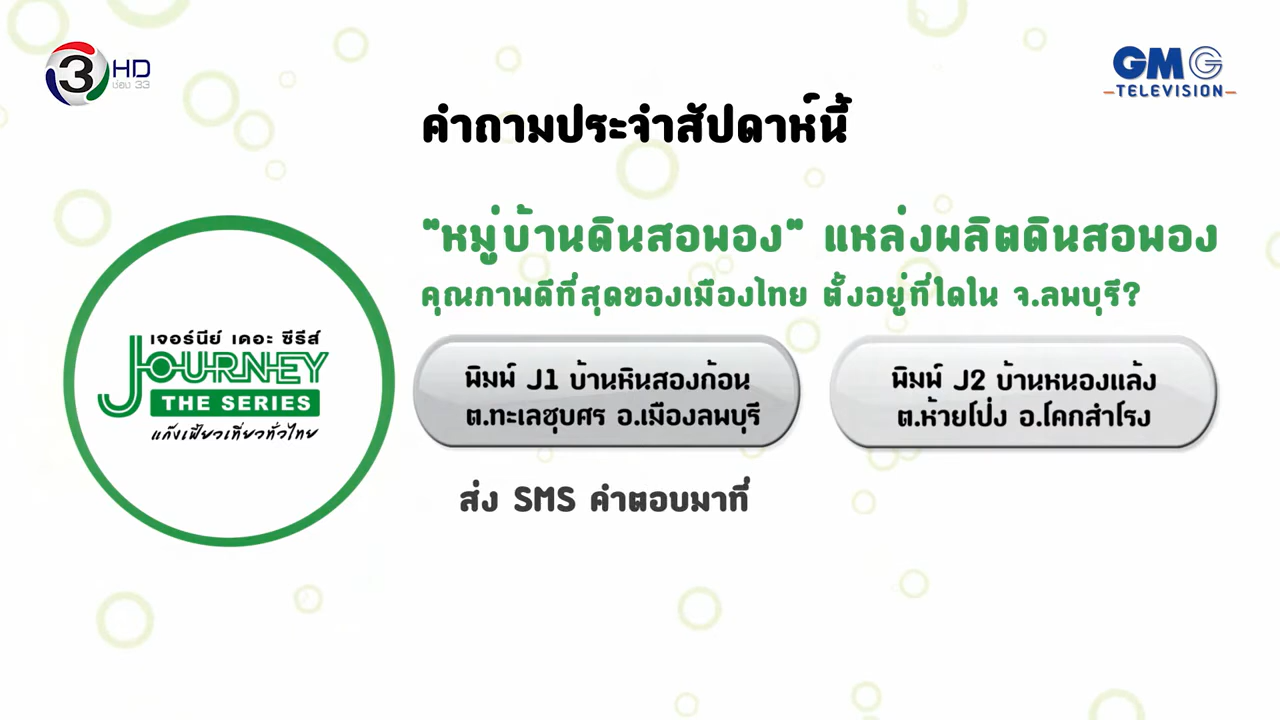 3 HD
ช่อง 33
GMG
TELEVISION
คำถามประจำสัปดาห์นี้
"หมู่บ้านดินสอพอง" แหล่งผลิตดินสอพอง
คุณภาพดีที่สุดของเมืองไทย ตั้งอยู่ที่ใดใน จ.ลพบุรี?
เจอร์นีย์ เดอะ ซีรีส์
JOURNEY
THE SERIES
แก๊งเฟี้ยวเที่ยวทั่วไทย
พิมพ์ J1 บ้านหินสองก้อน
ต.ทะเลชุบศร อ.เมืองลพบุรี
พิมพ์ J2 บ้านหนองแล้ง
ต.ห้วยโป่ง อ.โคกสำโรง
ส่ง SMS คำตอบมาที่